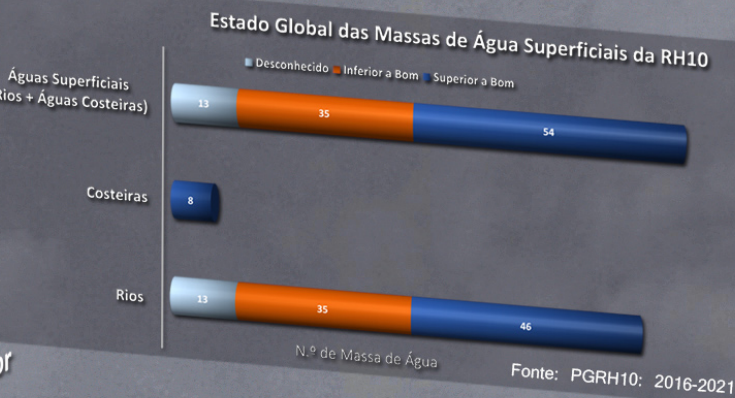 Estado Global das Massas de Água Superficiais da RH10
Desconhecido Inferior a Bom Superior a Bom
Águas Superficiais
Rios + Águas Costeiras)
13 35 54
Costeiras
8
Rios
13 35 46
N.º de Massa de Água
Fonte: PGRH10: 2016-2021